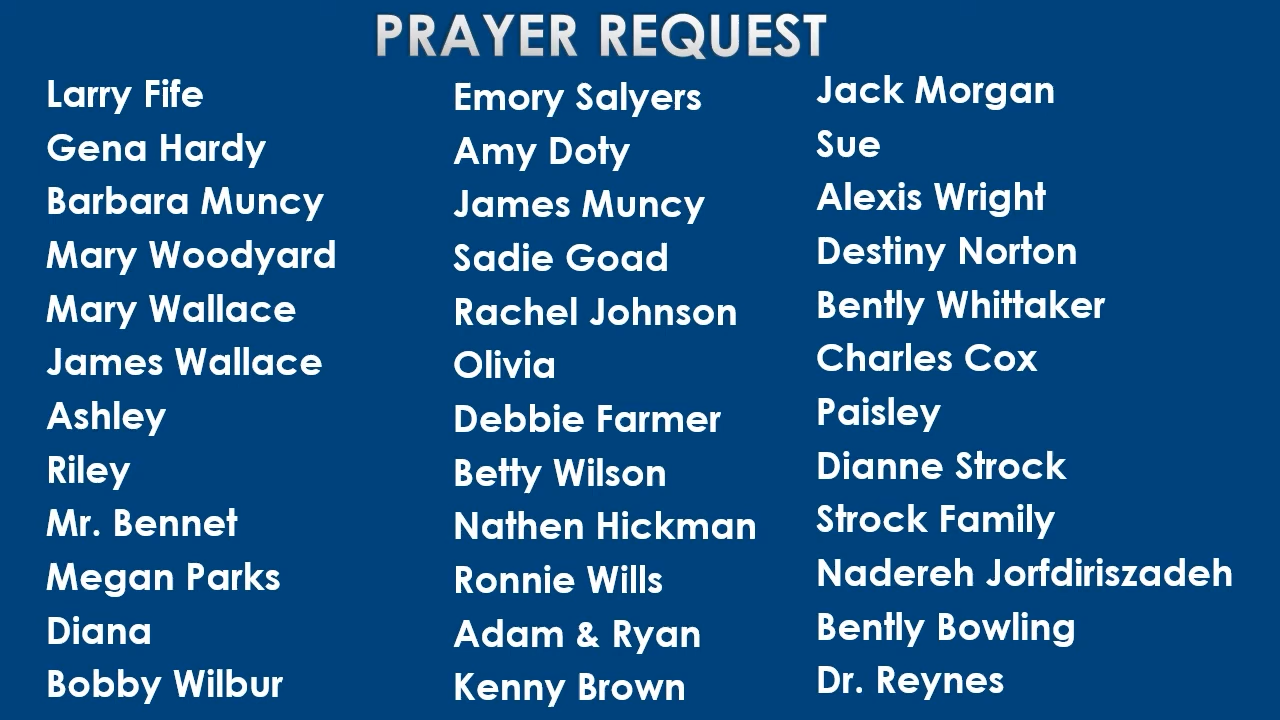 PRAYER REQUEST
Larry Fife
Gena Hardy
Barbara Muncy
Mary Woodyard
Mary Wallace
James Wallace
Ashley
Riley
Mr. Bennet
Megan Parks
Diana
Bobby Wilbur
Emory Salyers
Amy Doty
James Muncy
Sadie Goad
Rachel Johnson
Olivia
Debbie Farmer
Betty Wilson
Nathen Hickman
Ronnie Wills
Adam & Ryan
Kenny Brown
Jack Morgan
Sue
Alexis Wright
Destiny Norton
Bently Whittaker
Charles Cox
Paisley
Dianne Strock
Strock Family
Nadereh Jorfdiriszadeh
Bently Bowling
Dr. Reynes